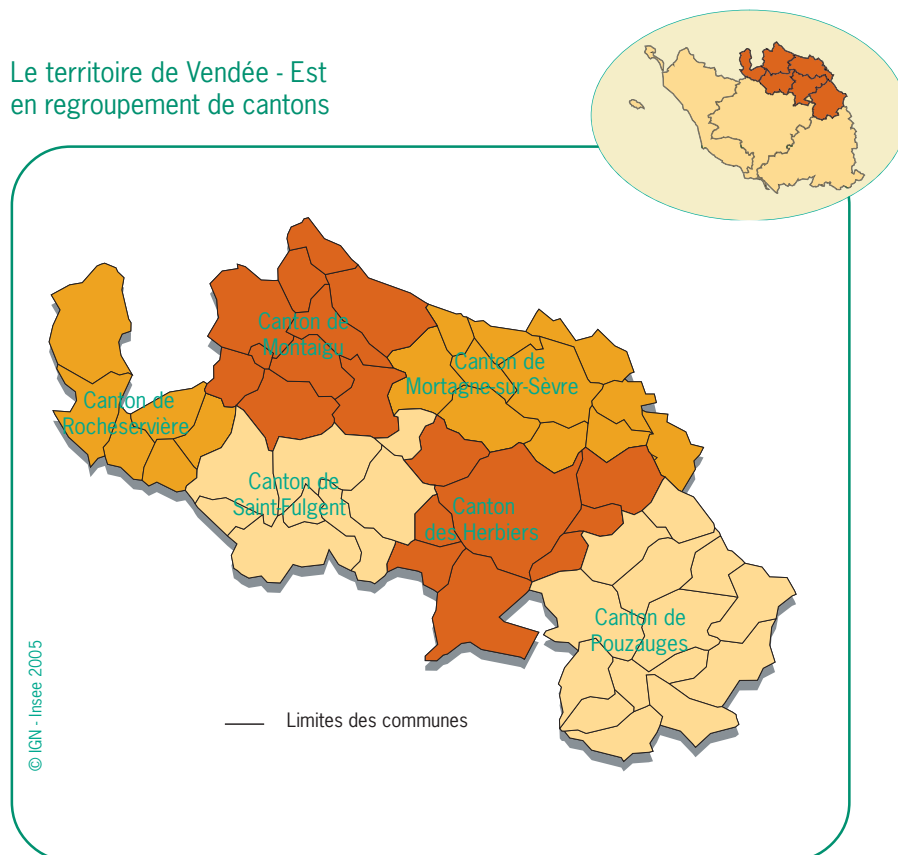 Le territoire de Vendée - Est
en regroupement de cantons
Canton de
Montaigu
Canton de
Mortagne-sur-Sèvre
Canton de
Rocheservière
Canton de
Saint-Fulgent
Canton
des Herbiers
Canton de
Pouzauges
Limites des communes
© IGN - Insee 2005